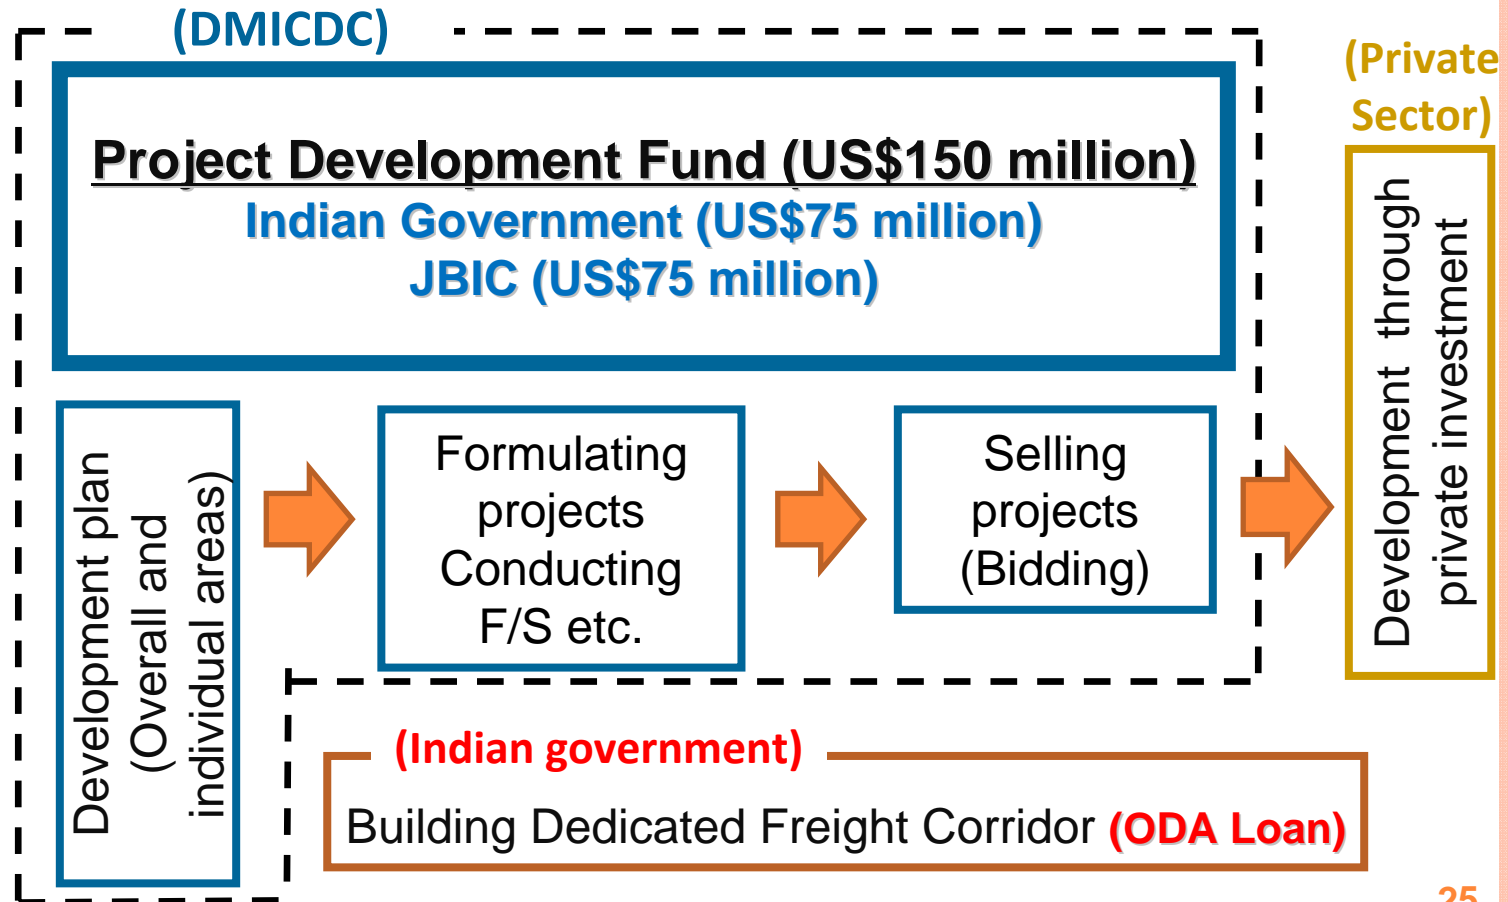 (DMICDC)
(Private
Sector)
Project Development Fund (US$150 million)
Indian Government (US$75 million)
JBIC (US$75 million)
Development plan
(Overall and
individual areas)
Formulating
projects
Conducting
F/S etc.
Selling
projects
(Bidding)
Development through
private investment
(Indian government)
Building Dedicated Freight Corridor (ODA Loan)
25